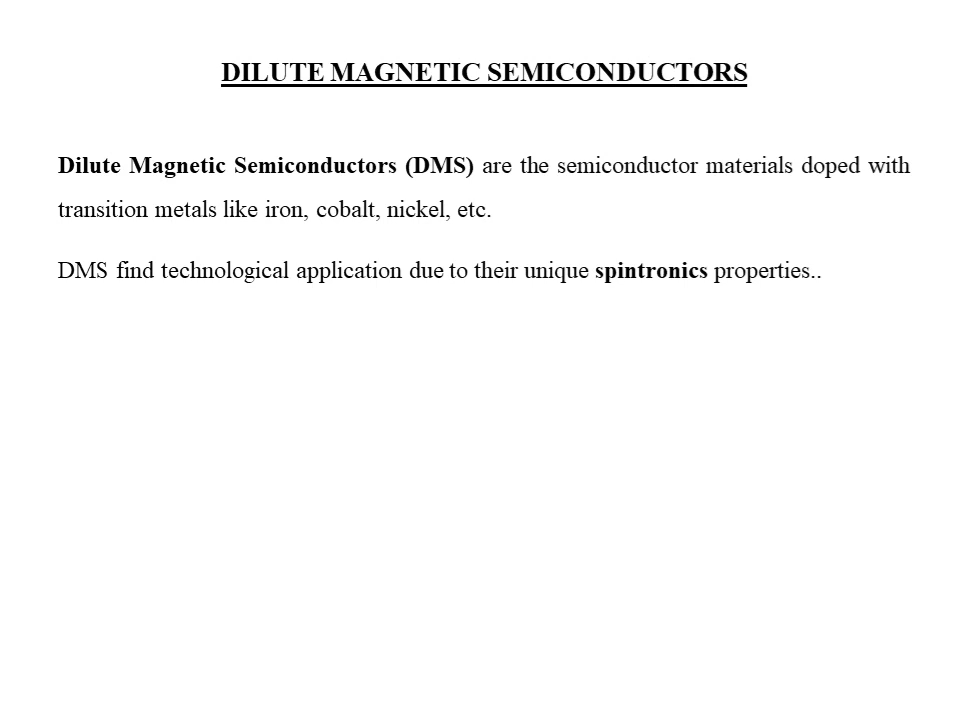 DILUTE MAGNETIC SEMICONDUCTORS
Dilute Magnetic Semiconductors (DMS) are the semiconductor materials doped with
transition metals like iron, cobalt, nickel, etc.
DMS find technological application due to their unique spintronics properties..